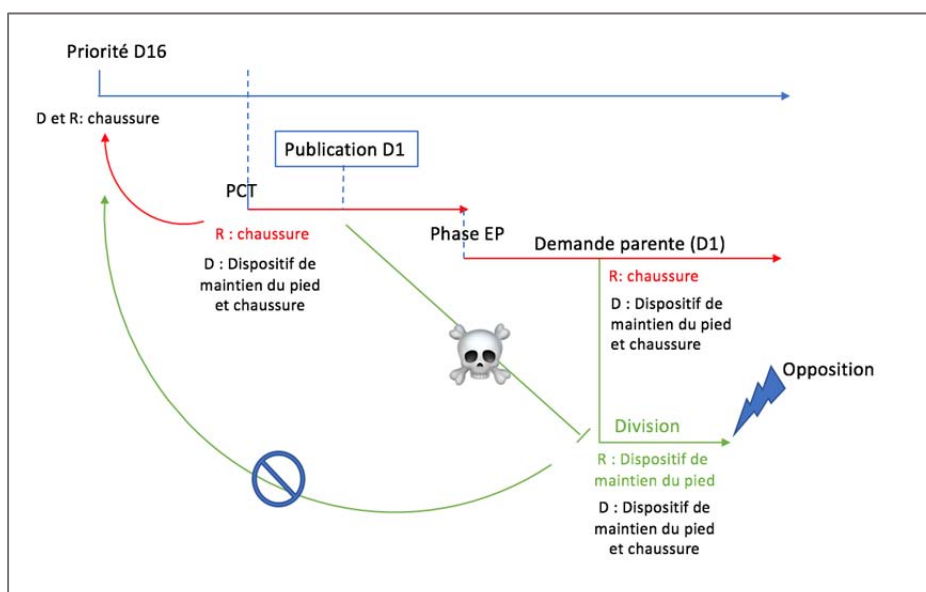 Priorité D16
D et R: chaussure
Publication D1
PCT
R : chaussure
D : Dispositif de
maintien du pied
et chaussure
Phase EP
Demande parente (D1)
R: chaussure
D : Dispositif de
maintien du pied
et chaussure
Opposition
Division
R : Dispositif de
maintien du pied
D : Dispositif de
maintien du pied
et chaussure